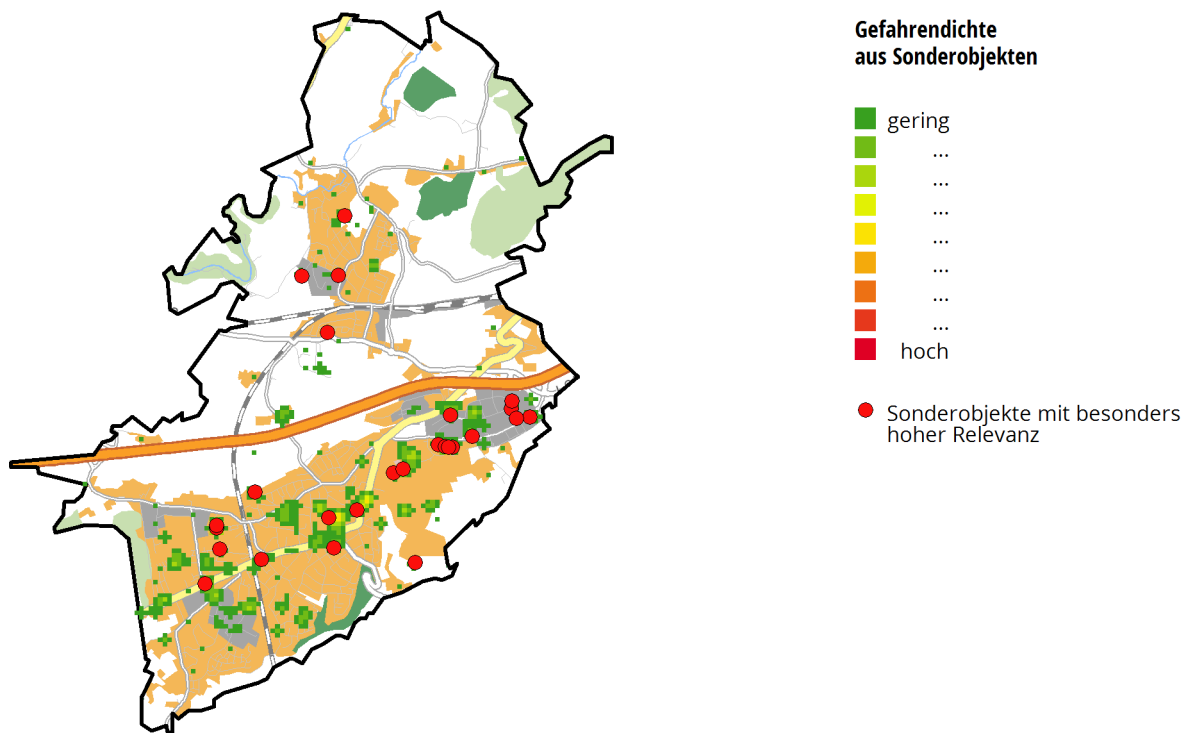 Gefahrendichte
aus Sonderobjekten
gering
...
...
...
...
...
...
...
hoch
Sonderobjekte mit besonders
hoher Relevanz